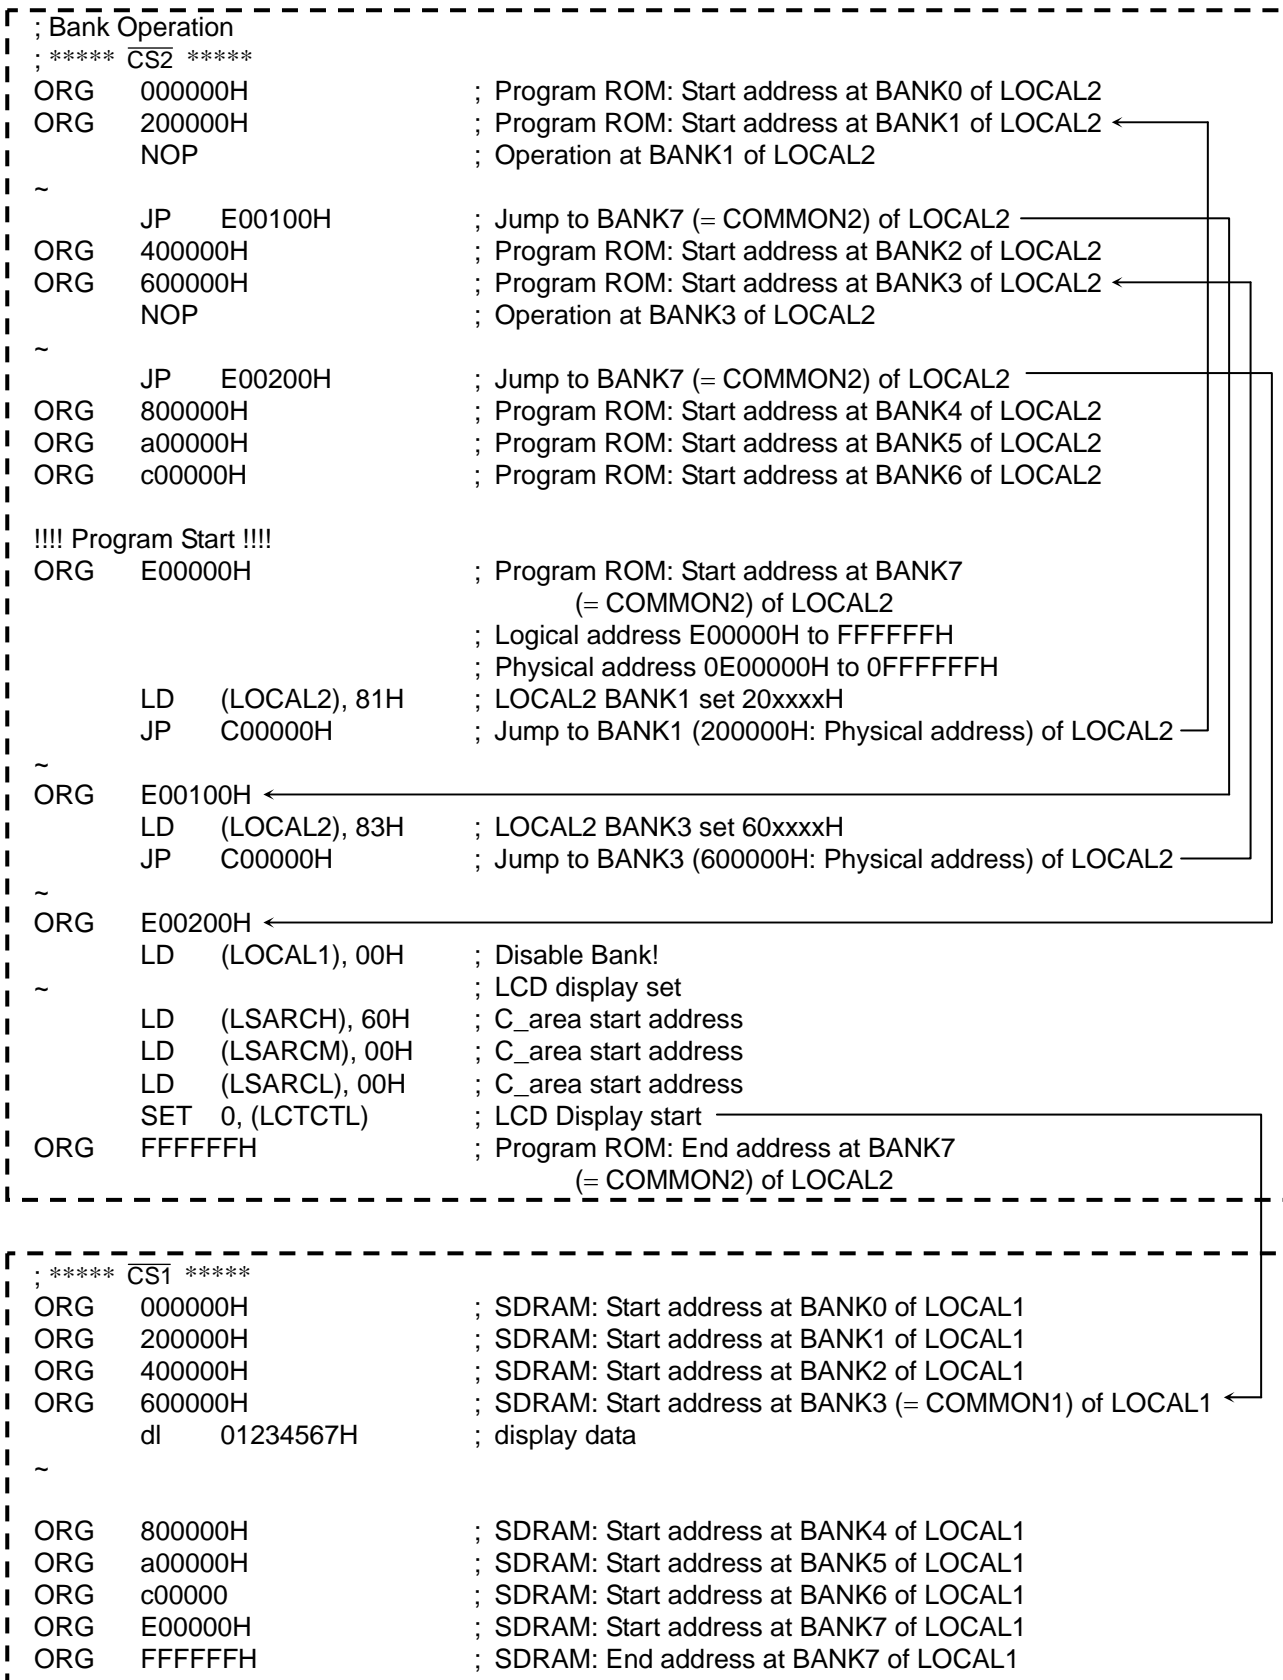 ; Bank Operation
; ***** CS2 *****
ORG 000000H ; Program ROM: Start address at BANK0 of LOCAL2
ORG 200000H ; Program ROM: Start address at BANK1 of LOCAL2
NOP ; Operation at BANK1 of LOCAL2
~
JP E00100H ; Jump to BANK7 (= COMMON2) of LOCAL2
ORG 400000H ; Program ROM: Start address at BANK2 of LOCAL2
ORG 600000H ; Program ROM: Start address at BANK3 of LOCAL2
NOP ; Operation at BANK3 of LOCAL2
~
JP E00200H ; Jump to BANK7 (= COMMON2) of LOCAL2
ORG 800000H ; Program ROM: Start address at BANK4 of LOCAL2
ORG a00000H ; Program ROM: Start address at BANK5 of LOCAL2
ORG c00000H ; Program ROM: Start address at BANK6 of LOCAL2
!!!! Program Start !!!!
ORG E00000H ; Program ROM: Start address at BANK7
(= COMMON2) of LOCAL2
; Logical address E00000H to FFFFFFH
; Physical address 0E00000H to 0FFFFFFH
LD (LOCAL2), 81H ; LOCAL2 BANK1 set 20xxxxH
JP C00000H ; Jump to BANK1 (200000H: Physical address) of LOCAL2
~
ORG E00100H
LD (LOCAL2), 83H ; LOCAL2 BANK3 set 60xxxxH
JP C00000H ; Jump to BANK3 (600000H: Physical address) of LOCAL2
~
ORG E00200H
LD (LOCAL1), 00H ; Disable Bank!
~ ; LCD display set
LD (LSARCH), 60H ; C_area start address
LD (LSARCM), 00H ; C_area start address
LD (LSARCL), 00H ; C_area start address
SET 0, (LCTCTL) ; LCD Display start
ORG FFFFFFH ; Program ROM: End address at BANK7
(= COMMON2) of LOCAL2
; ***** CS1 *****
ORG 000000H ; SDRAM: Start address at BANK0 of LOCAL1
ORG 200000H ; SDRAM: Start address at BANK1 of LOCAL1
ORG 400000H ; SDRAM: Start address at BANK2 of LOCAL1
ORG 600000H ; SDRAM: Start address at BANK3 (= COMMON1) of LOCAL1
dl 01234567H ; display data
~
ORG 800000H ; SDRAM: Start address at BANK4 of LOCAL1
ORG a00000H ; SDRAM: Start address at BANK5 of LOCAL1
ORG c00000 ; SDRAM: Start address at BANK6 of LOCAL1
ORG E00000H ; SDRAM: Start address at BANK7 of LOCAL1
ORG FFFFFFH ; SDRAM: End address at BANK7 of LOCAL1